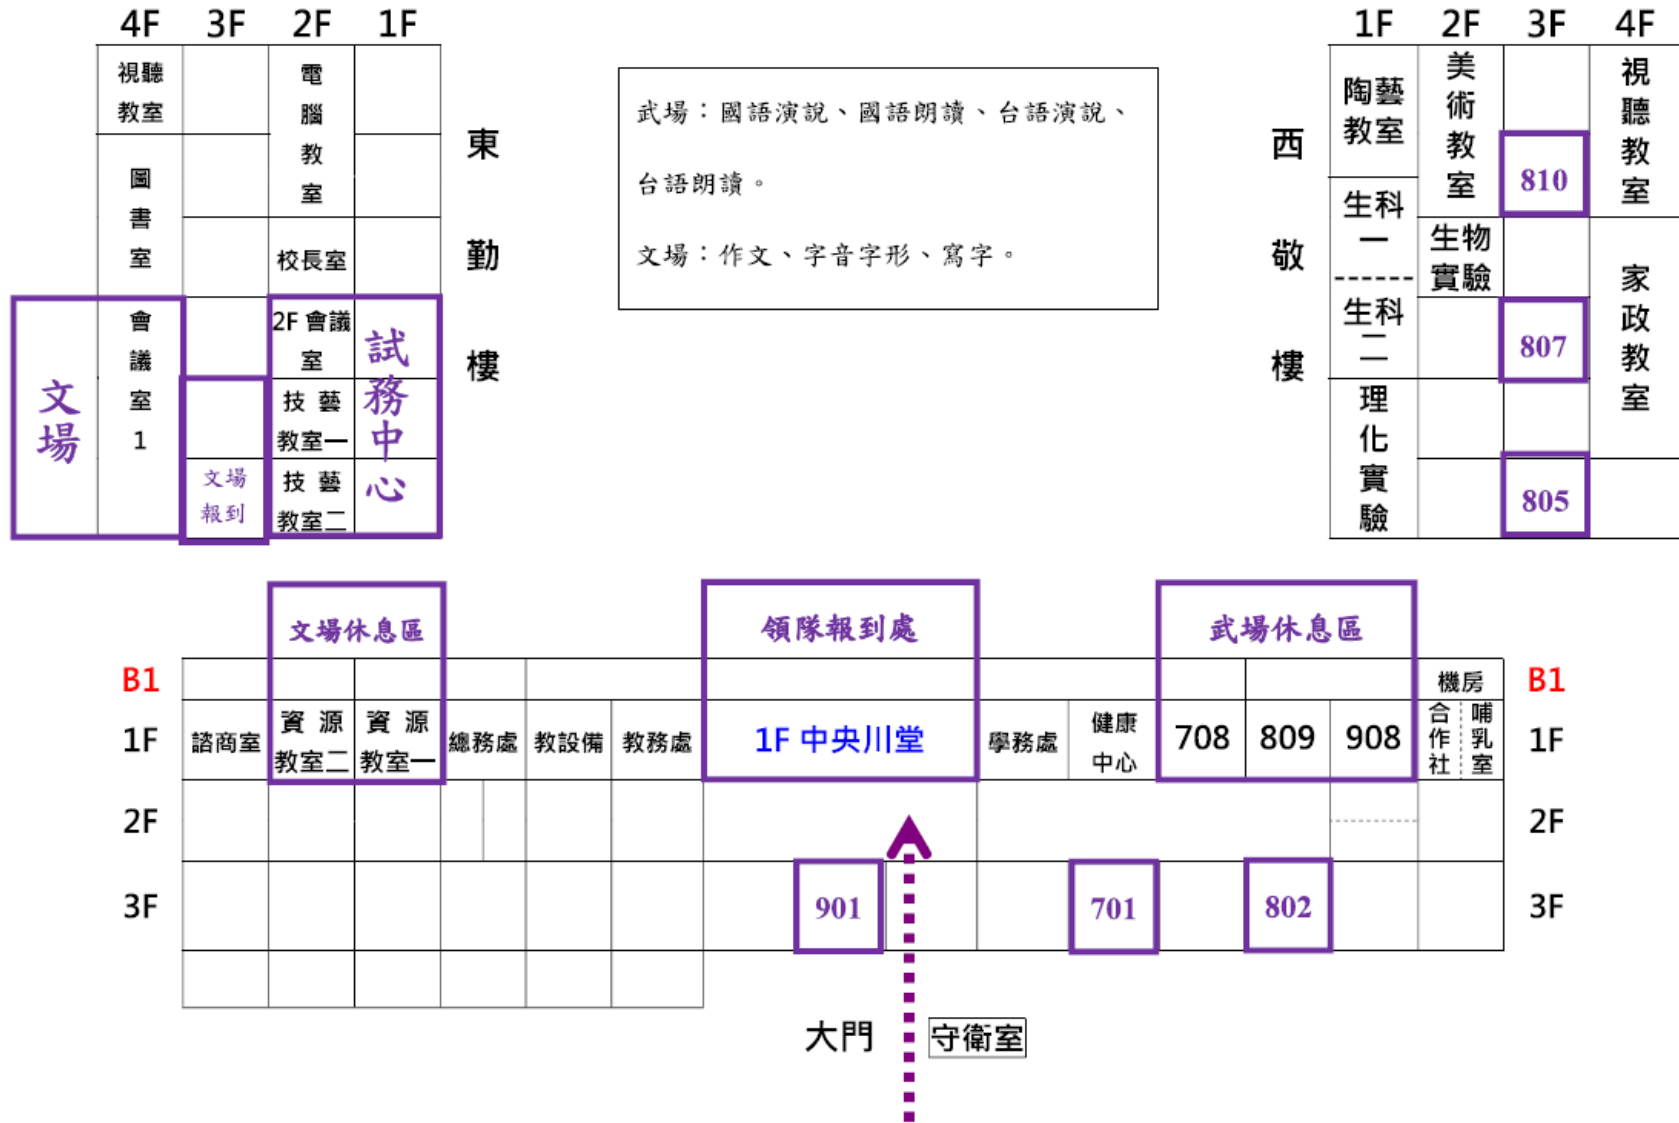 4F 3F 2F 1F
視聽
教室
圖
書
室
會
議
室
1
文
場
文場
報到
電
腦
教
室
校長室
2F 會議
室
技 藝
教室一
技 藝
教室二
試
務
中
心
東
勤
樓
武場：國語演說、國語朗讀、台語演說、
台語朗讀。
文場：作文、字音字形、寫字。
西
敬
樓
1F 2F 3F 4F
陶藝
教室
生科
一
生科
二
理
化
實
驗
美
術
教
室
生物
實驗
810
807
805
視
聽
教
室
家
政
教
室
文場休息區
領隊報到處
武場休息區
B1 機房 B1
1F 諮商室 資 源 教室二 資 源 教室一 總務處 教設備 教務處 1F 中央川堂 學務處 健康 中心 708 809 908 合作社 哺乳室 1F
2F 2F
3F 901 701 802 3F
大門 守衛室